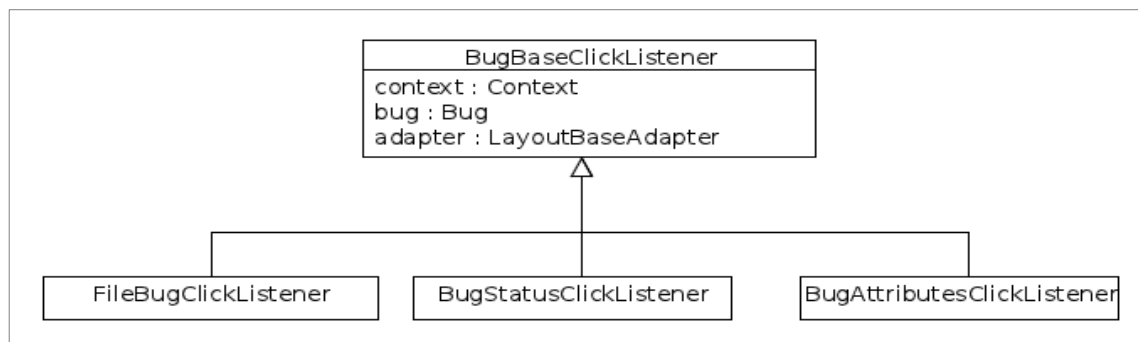 BugBaseClickListener
context : Context
bug : Bug
adapter : LayoutBaseAdapter
FileBugClickListener
BugStatusClickListener
BugAttributesClickListener